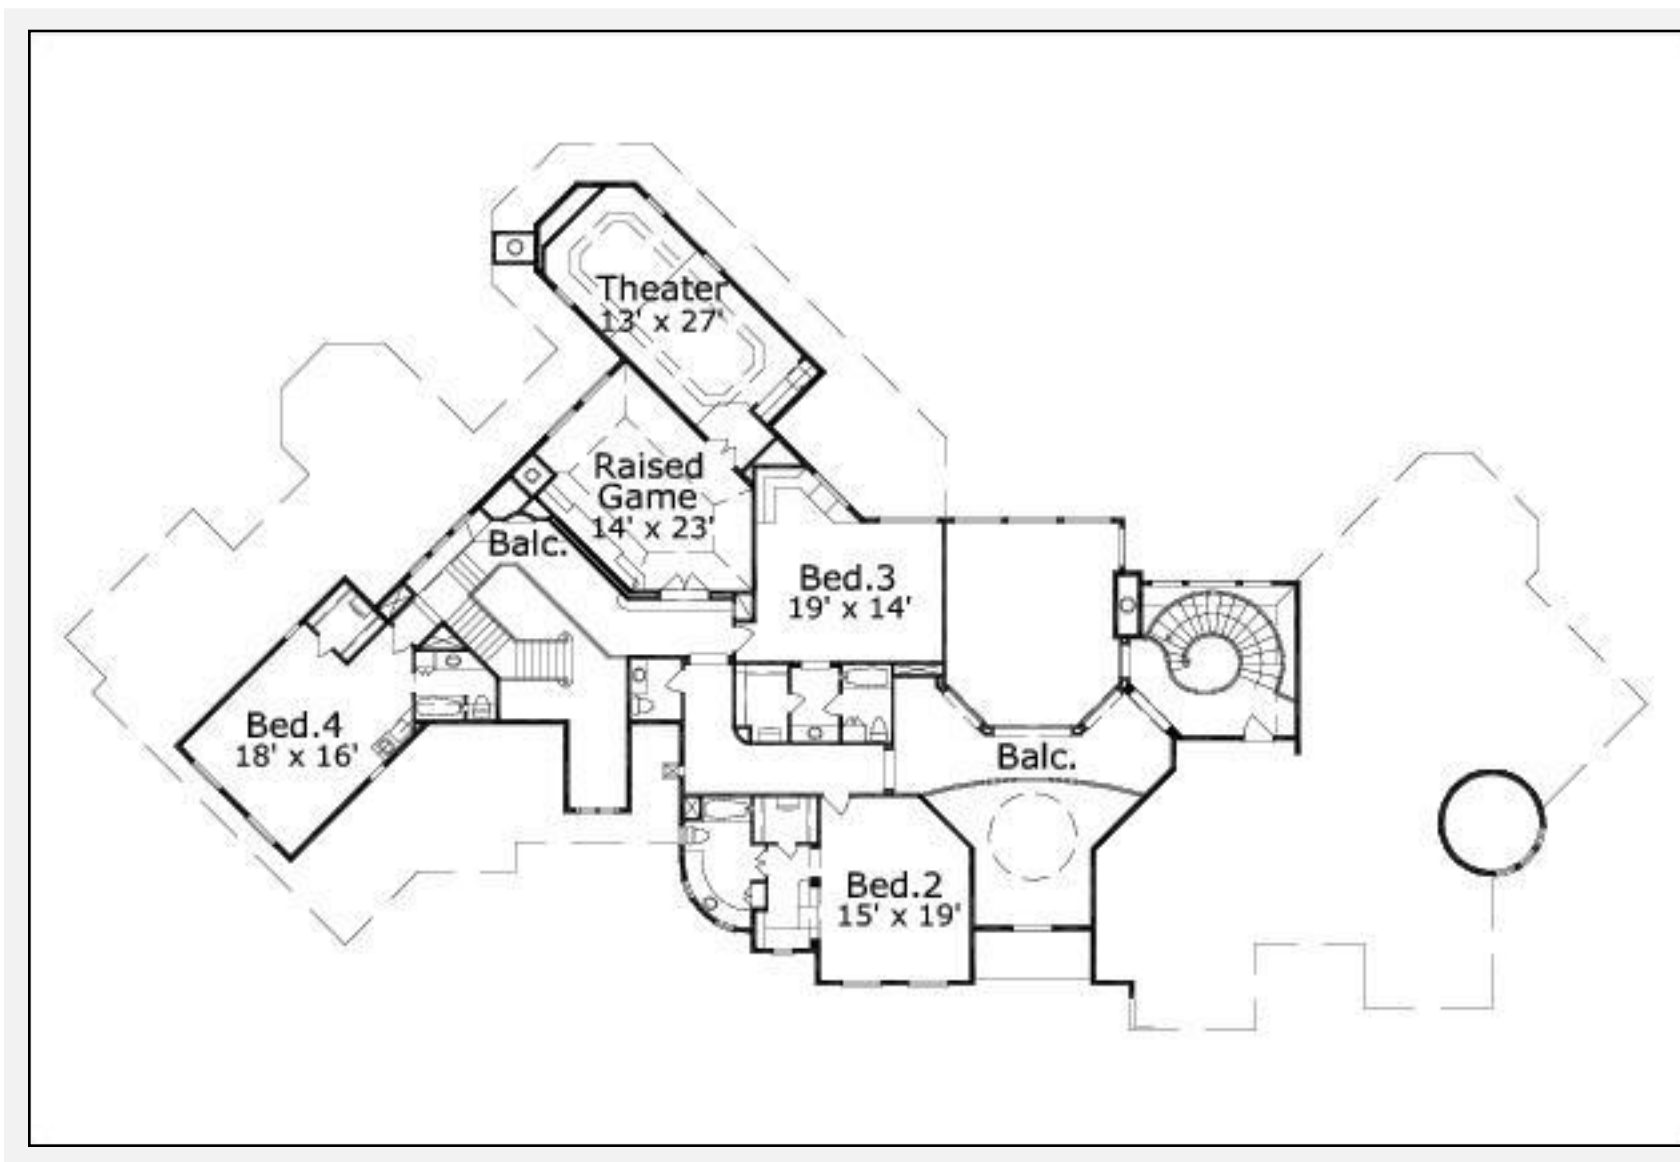 Theater
13' x 27'
Raised
Game
14' x 23'
Balc.
Bed.3
19' x 14'
Bed.4
18' x 16'
Balc.
Bed.2
15' x 19'